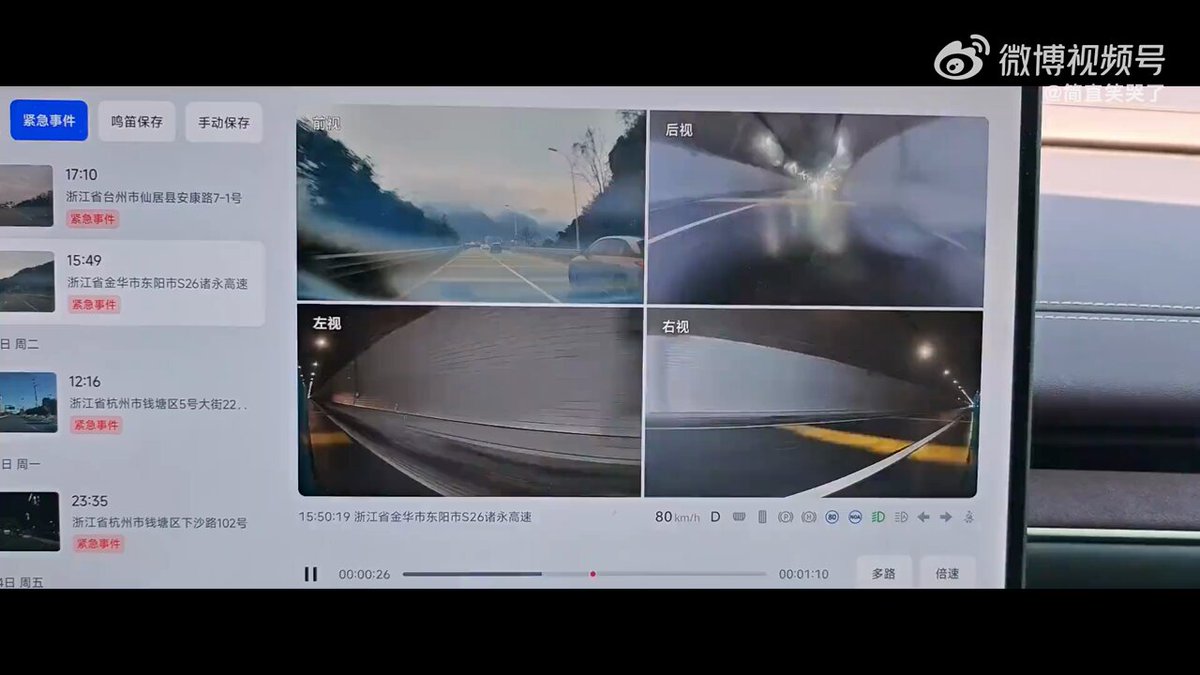 微博视频号
@简直笑哭了
紧急事件
鸣笛保存
手动保存
17:10
浙江省台州市仙居县安康路7-1号
紧急事件
15:49
浙江省金华市东阳市S26诸永高速
紧急事件
日 周二
12:16
浙江省杭州市钱塘区5号大街22...
紧急事件
日 周一
23:35
浙江省杭州市钱塘区下沙路102号
紧急事件
4日 周五
前视
后视
左视
右视
15:50:19 浙江省金华市东阳市S26诸永高速
80 km/h D
80
NOA
00:00:26
00:01:10
多路
倍速